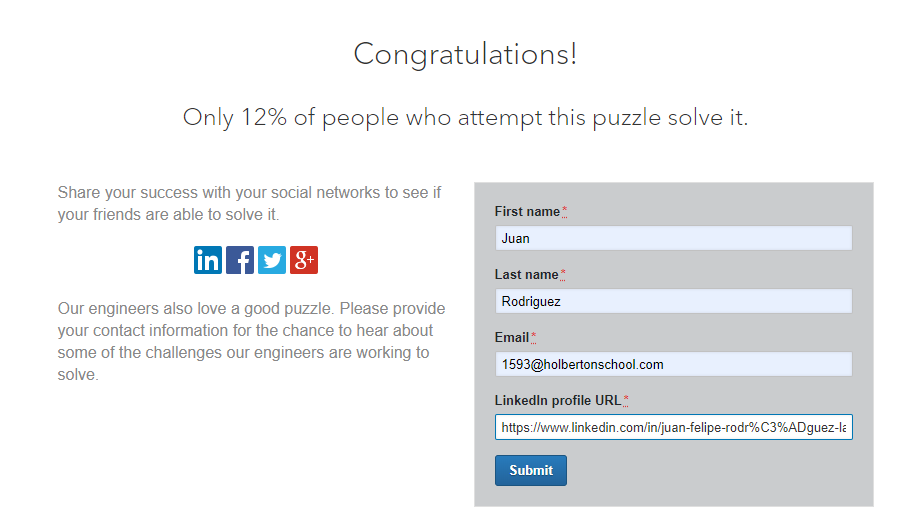 Congratulations!
Only 12% of people who attempt this puzzle solve it.
Share your success with your social networks to see if
your friends are able to solve it.
in f g+
Our engineers also love a good puzzle. Please provide
your contact information for the chance to hear about
some of the challenges our engineers are working to
solve.
First name*
Juan
Last name*
Rodriguez
Email*
1593@holbertonschool.com
LinkedIn profile URL*
https://www.linkedin.com/in/juan-felipe-rodr%C3%ADguez-la
Submit